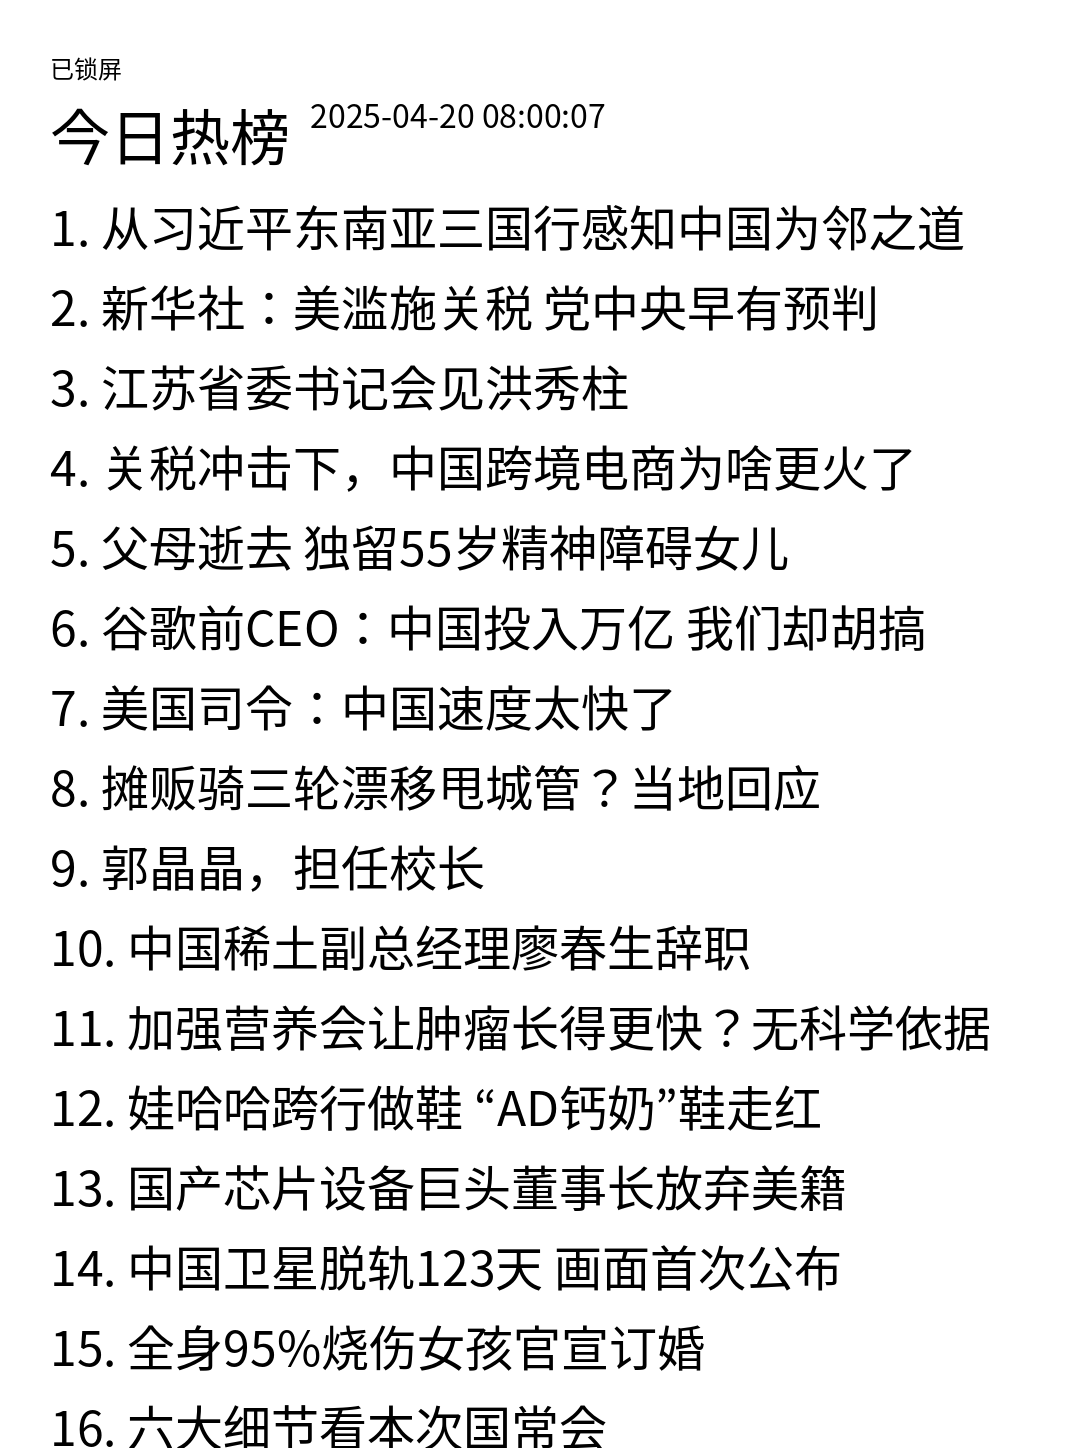 已锁屏
今日热榜 2025-04-20 08:00:07
1. 从习近平东南亚三国行感知中国为邻之道
2. 新华社：美滥施关税 党中央早有预判
3. 江苏省委书记会见洪秀柱
4. 关税冲击下，中国跨境电商为啥更火了
5. 父母逝去 独留55岁精神障碍女儿
6. 谷歌前CEO：中国投入万亿 我们却胡搞
7. 美国司令：中国速度太快了
8. 摊贩骑三轮漂移甩城管？当地回应
9. 郭晶晶，担任校长
10. 中国稀土副总经理廖春生辞职
11. 加强营养会让肿瘤长得更快？无科学依据
12. 娃哈哈跨行做鞋 “AD钙奶”鞋走红
13. 国产芯片设备巨头董事长放弃美籍
14. 中国卫星脱轨123天 画面首次公布
15. 全身95%烧伤女孩官宣订婚
16. 六大细节看本次国常会